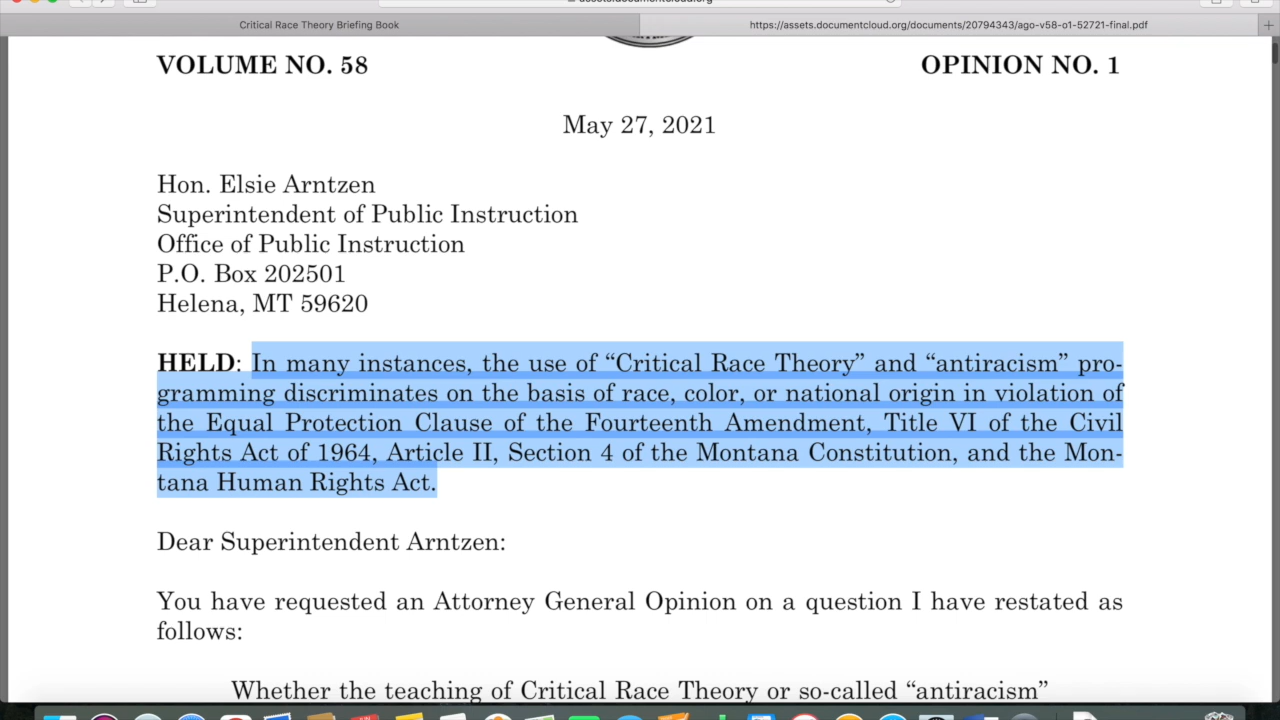 assets.documentcloud.org
Critical Race Theory Briefing Book
https://assets.documentcloud.org/documents/20794343/ago-v58-o1-52721-final.pdf
VOLUME NO. 58
OPINION NO. 1
May 27, 2021
Hon. Elsie Arntzen
Superintendent of Public Instruction
Office of Public Instruction
P.O. Box 202501
Helena, MT 59620
HELD: In many instances, the use of “Critical Race Theory” and “antiracism” pro-
gramming discriminates on the basis of race, color, or national origin in violation of
the Equal Protection Clause of the Fourteenth Amendment, Title VI of the Civil
Rights Act of 1964, Article II, Section 4 of the Montana Constitution, and the Mon-
tana Human Rights Act.
Dear Superintendent Arntzen:
You have requested an Attorney General Opinion on a question I have restated as
follows:
Whether the teaching of Critical Race Theory or so-called “antiracism”